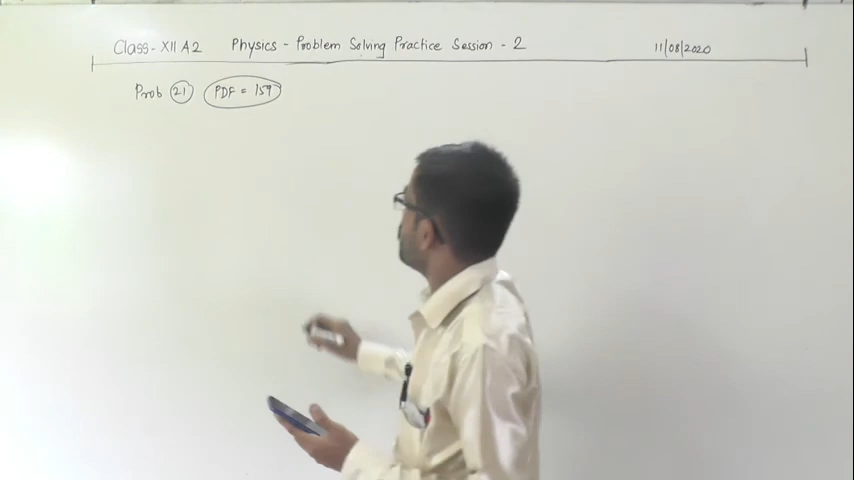 Class - XII A2 Physics - Problem Solving Practice Session - 2 11/08/2020
Prob 21 PDF = 159